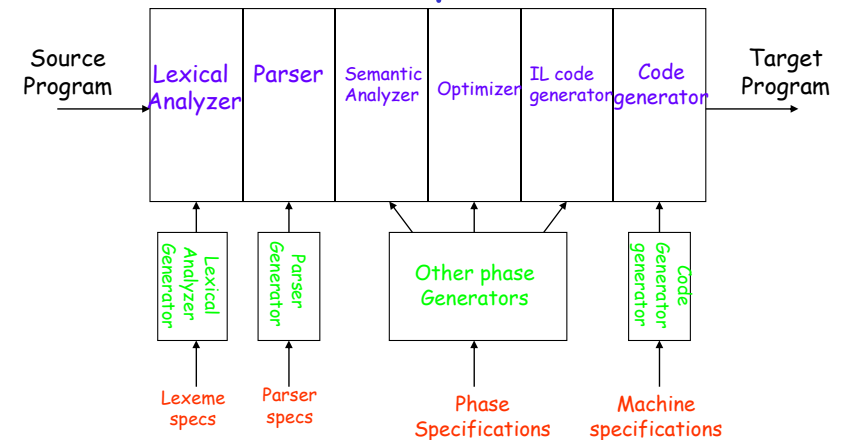 Source
Program
Lexical
Analyzer
Parser
Semantic
Analyzer
Optimizer
IL code
generator
Code
generator
Target
Program
Lexical
Analyzer
Generator
Parser
Generator
Other phase
Generators
Code
Generator
generator
Lexeme
specs
Parser
specs
Phase
Specifications
Machine
specifications